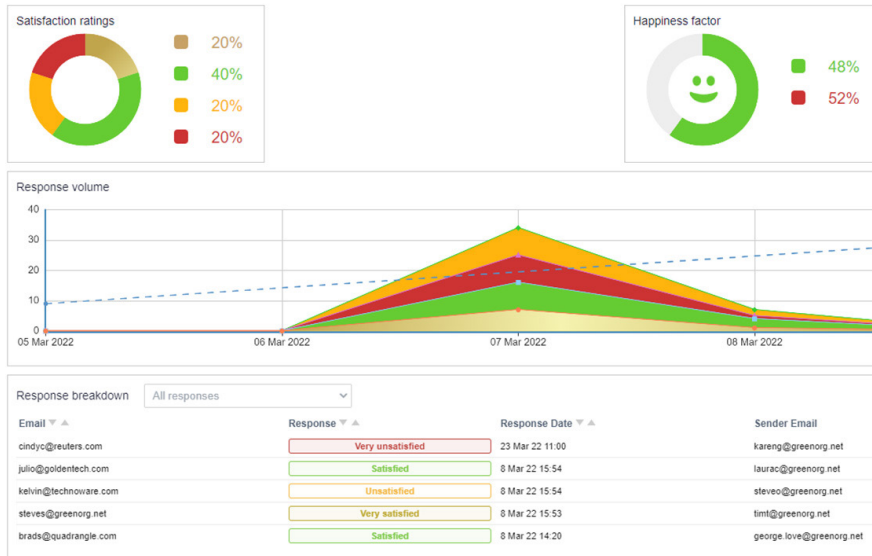 Satisfaction ratings
20%
40%
20%
20%
Happiness factor
48%
52%
Response volume
40
30
20
10
0
05 Mar 2022 06 Mar 2022 07 Mar 2022 08 Mar 2022
Response breakdown All responses
Email Response Response Date Sender Email
cindyc@reuters.com Very unsatisfied 23 Mar 22 11:00 kareng@greenorg.net
julio@goldentech.com Satisfied 8 Mar 22 15:54 laurac@greenorg.net
kelvin@technoware.com Unsatisfied 8 Mar 22 15:54 steveo@greenorg.net
steves@greenorg.net Very satisfied 8 Mar 22 15:53 timt@greenorg.net
brads@quadrangle.com Satisfied 8 Mar 22 14:20 george.love@greenorg.net